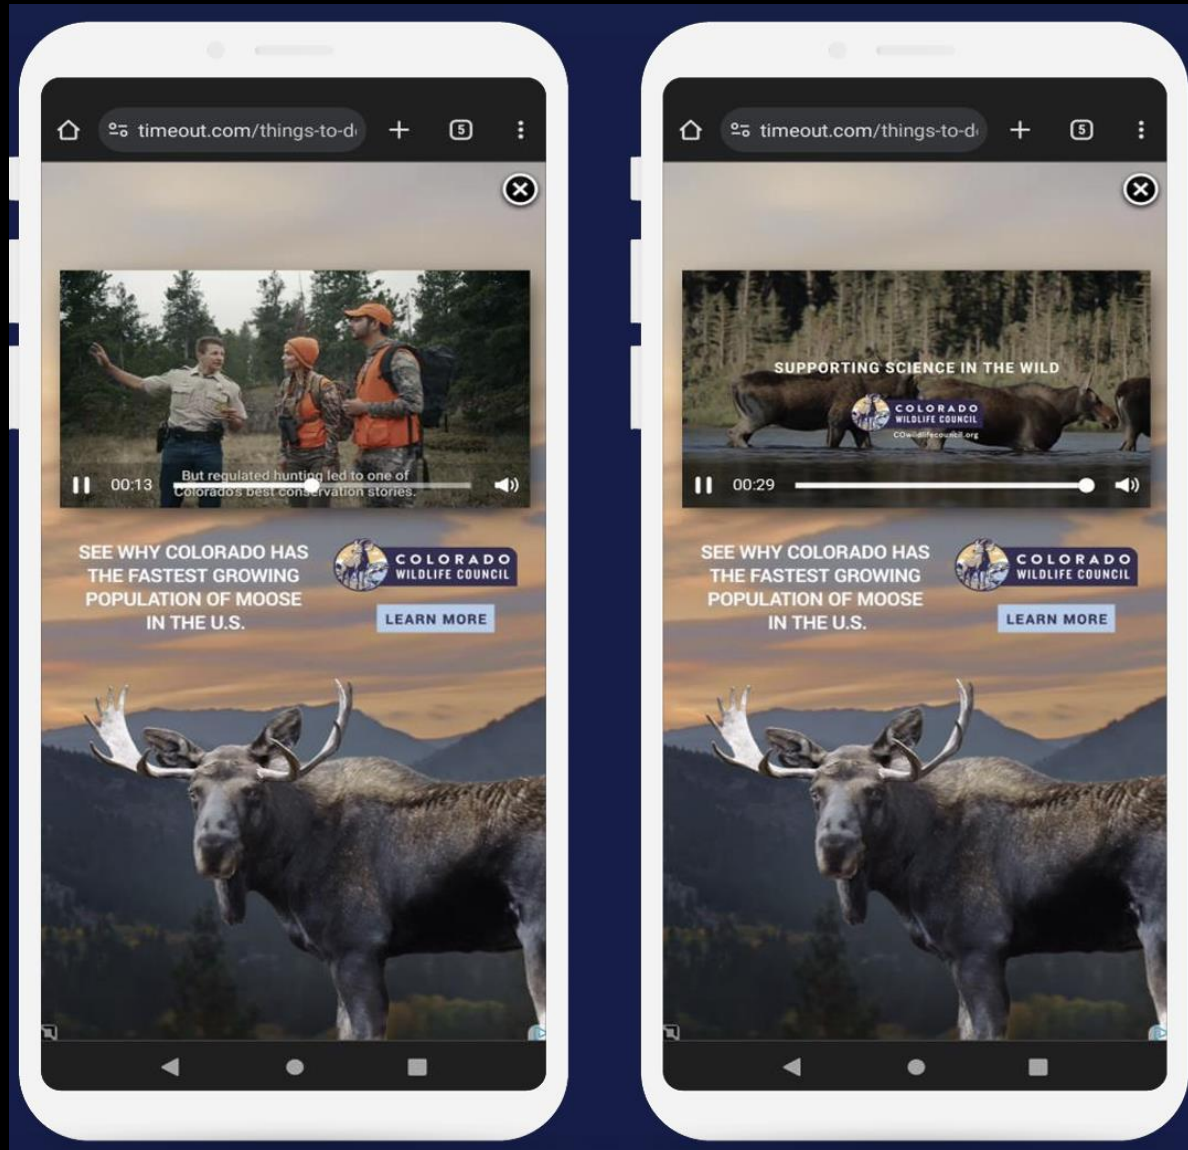 timeout.com/things-to-d
5
00:13
But regulated hunting led to one of
Colorado's best conservation stories.
SEE WHY COLORADO HAS
THE FASTEST GROWING
POPULATION OF MOOSE
IN THE U.S.
COLORADO
WILDLIFE COUNCIL
LEARN MORE
timeout.com/things-to-d
5
SUPPORTING SCIENCE IN THE WILD
COLORADO
WILDLIFE COUNCIL
COwildlifecouncil.org
00:29
SEE WHY COLORADO HAS
THE FASTEST GROWING
POPULATION OF MOOSE
IN THE U.S.
COLORADO
WILDLIFE COUNCIL
LEARN MORE